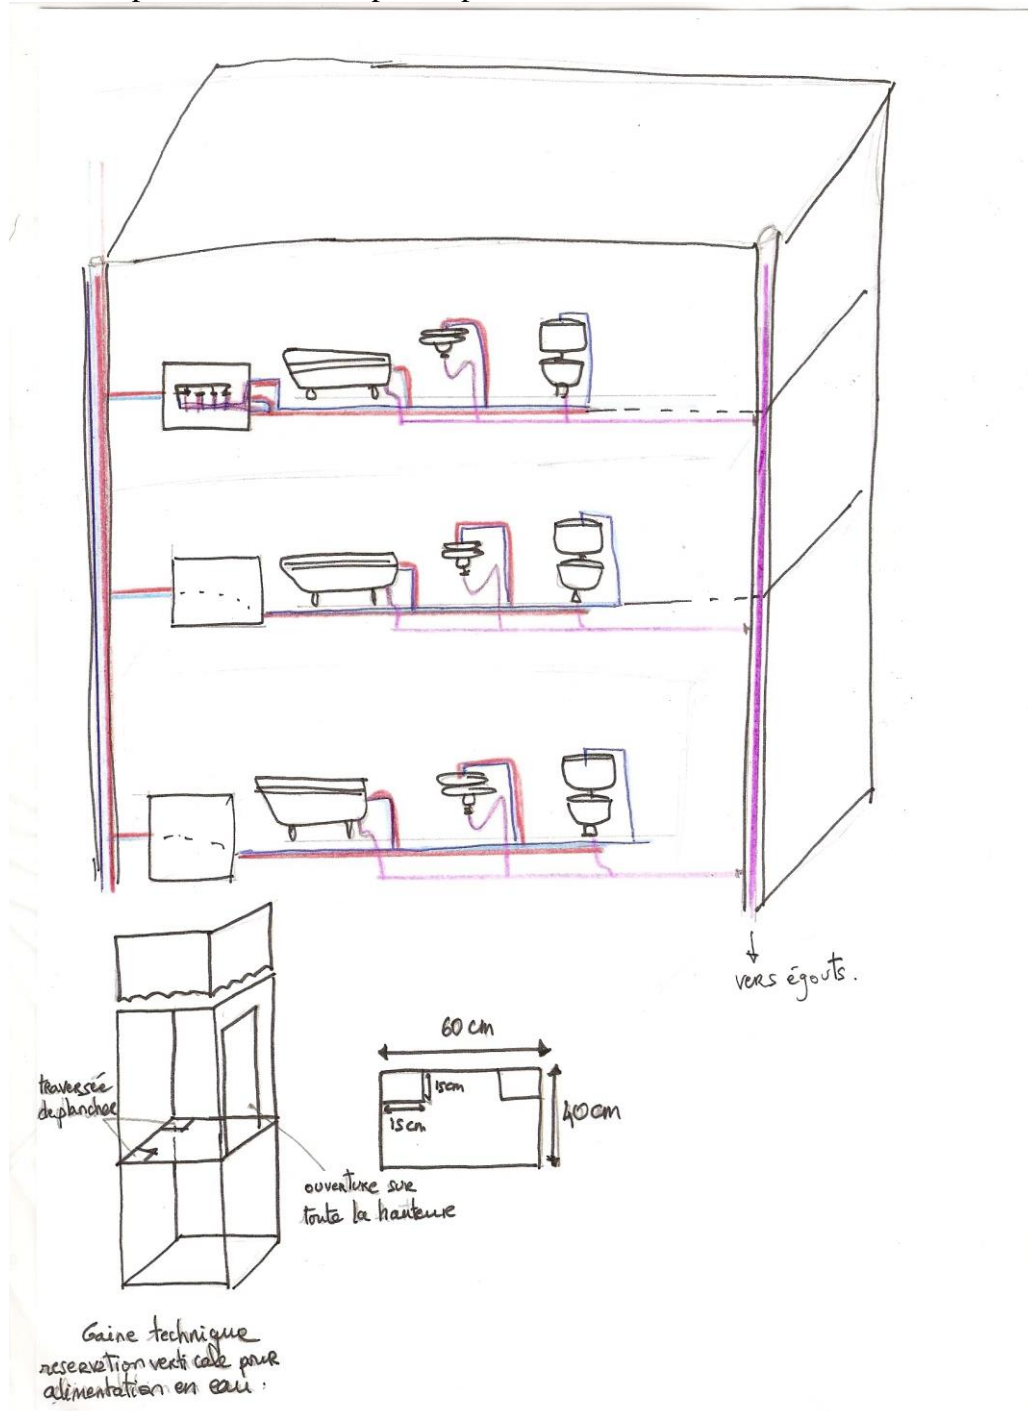 vers égouts.
60 cm
15cm
15cm
40cm
traversée
de plancher
ouverture sur
toute la hauteure
Gaine technique
reservation verticale pour
alimentation en eau.